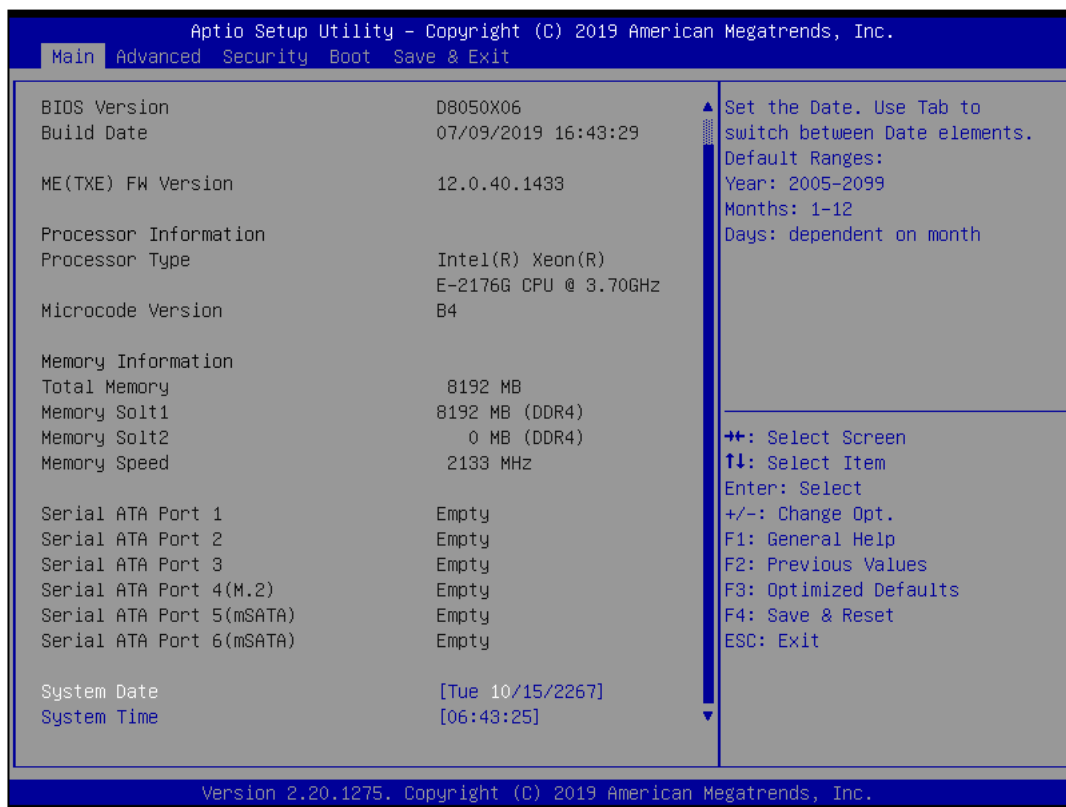 Aptio Setup Utility – Copyright (C) 2019 American Megatrends, Inc.
Main Advanced Security Boot Save & Exit
BIOS Version D8050X06
Build Date 07/09/2019 16:43:29
ME(TXE) FW Version 12.0.40.1433
Processor Information
Processor Type Intel(R) Xeon(R)
E-2176G CPU @ 3.70GHz
Microcode Version B4
Memory Information
Total Memory 8192 MB
Memory Solt1 8192 MB (DDR4)
Memory Solt2 0 MB (DDR4)
Memory Speed 2133 MHz
Serial ATA Port 1 Empty
Serial ATA Port 2 Empty
Serial ATA Port 3 Empty
Serial ATA Port 4(M.2) Empty
Serial ATA Port 5(mSATA) Empty
Serial ATA Port 6(mSATA) Empty
System Date [Tue 10/15/2267]
System Time [06:43:25]
Set the Date. Use Tab to
switch between Date elements.
Default Ranges:
Year: 2005-2099
Months: 1-12
Days: dependent on month
→←: Select Screen
↑↓: Select Item
Enter: Select
+/-: Change Opt.
F1: General Help
F2: Previous Values
F3: Optimized Defaults
F4: Save & Reset
ESC: Exit
Version 2.20.1275. Copyright (C) 2019 American Megatrends, Inc.